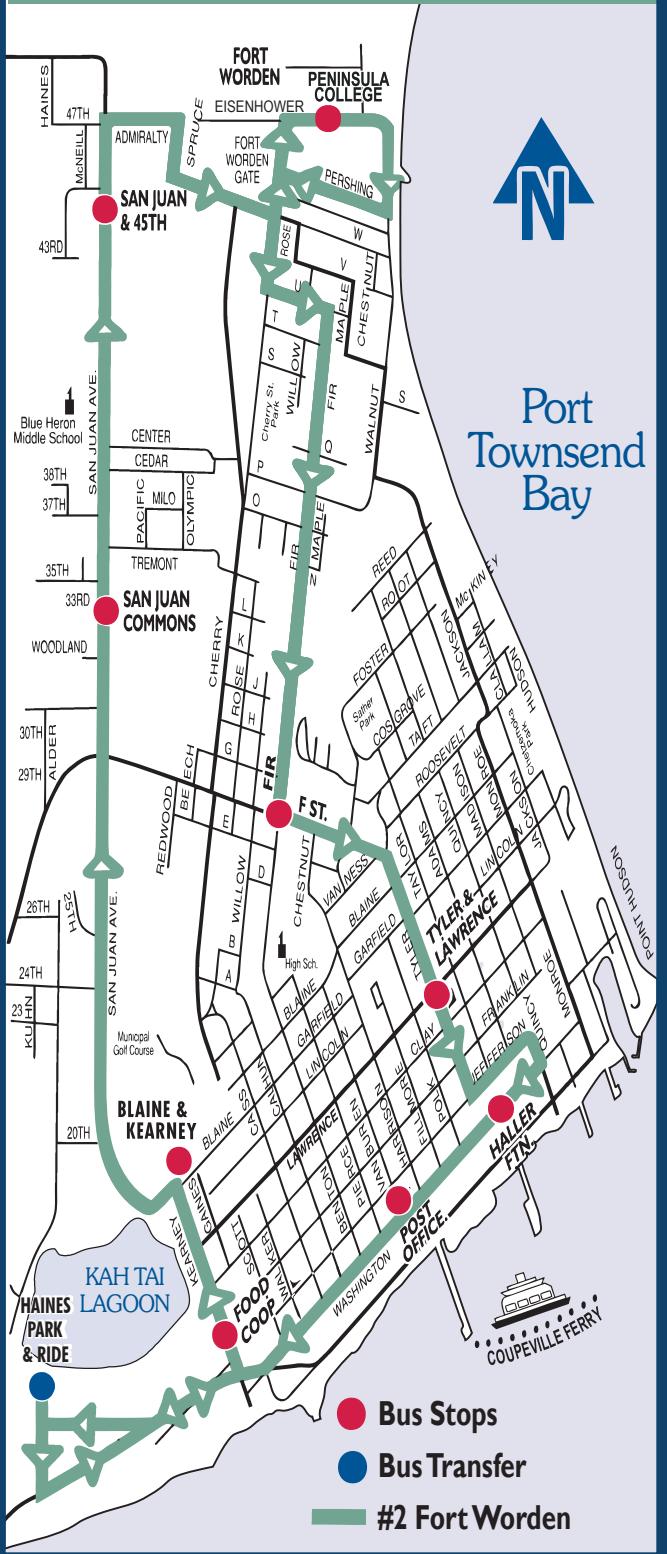 FORT
WORDEN
PENINSULA
COLLEGE
EISENHOWER
HAINES
47TH
ADMIRALTY
SPRUCE
FORT
WORDEN
GATE
McNEILL
PERSHING
N
SAN JUAN
& 45TH
43RD
ROSE
W
V
CHESTNUT
U
MAPLE
T
S
WILLOW
Cherry St.
Park
FIR
WALNUT
S
Port
Townsend
Bay
SAN JUAN AVE.
Blue Heron
Middle School
CENTER
CEDAR
Q
P
O
38TH
37TH
PACIFIC
MILO
OLYMPIC
FIR
N
MAPLE
TREMONT
35TH
33RD
SAN JUAN
COMMONS
REED
ROOT
McKINLEY
WOODLAND
CHERRY
L
K
J
ROSE
H
G
FOSTER
JACKSON
CLALLAM
HUDSON
Sather
Park
COSGROVE
TAFT
Chetzemoka
Park
30TH
29TH
ALDER
ROOSEVELT
FIR
F ST.
REDWOOD
BEECH
E
D
TAYLOR
ADAMS
QUINCY
MADISON
MONROE
JACKSON
LINCOLN
VAN NESS
BLAINE
GARFIELD
WILLOW
CHESTNUT
TYLER &
LAWRENCE
TYLER
26TH
25TH
SAN JUAN AVE.
B
A
High Sch.
POINT HUDSON
24TH
23
KUHN
Municipal
Golf Course
BLAINE
GARFIELD
LINCOLN
FRANKLIN
JEFFERSON
QUINCY
MONROE
CLAY
BLAINE &
KEARNEY
BLAINE
CASS
CALHOUN
LAWRENCE
20TH
BENTON
PIERCE
VAN BUREN
HARRISON
FILLMORE
POLK
HALLER
FTN.
GAINES
KEARNEY
SCOTT
WALKER
POST
OFFICE.
WASHINGTON
KAH TAI
LAGOON
HAINES
PARK
& RIDE
FOOD
COOP
COUPEVILLE FERRY
Bus Stops
Bus Transfer
#2 Fort Worden